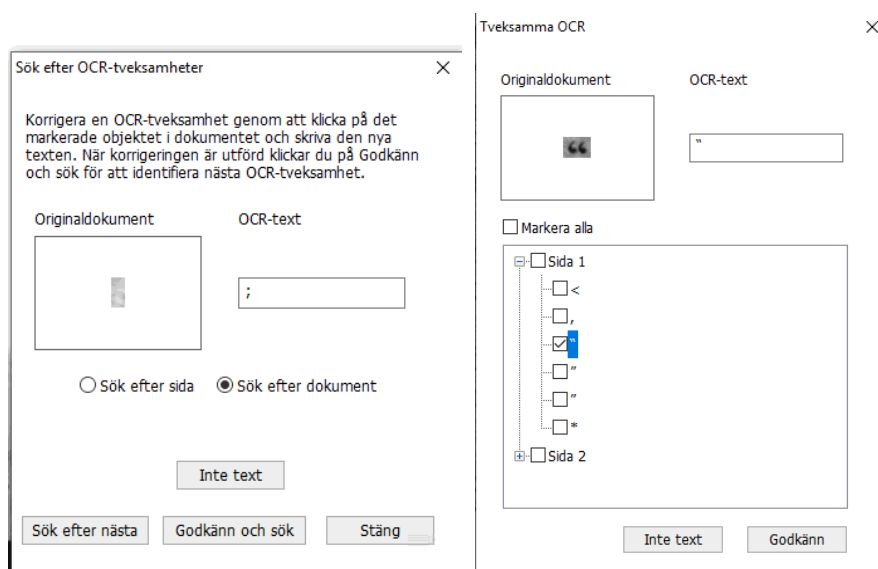 Sök efter OCR-tveksamheter
Korrigera en OCR-tveksamhet genom att klicka på det
markerade objektet i dokumentet och skriva den nya
texten. När korrigeringen är utförd klickar du på Godkänn
och sök för att identifiera nästa OCR-tveksamhet.
Originaldokument OCR-text
;
Sök efter sida Sök efter dokument
Inte text
Sök efter nästa Godkänn och sök Stäng
Tveksamma OCR
Originaldokument OCR-text
“ “
Markera alla
Sida 1
<
,
“
”
”
*
Sida 2
Inte text Godkänn